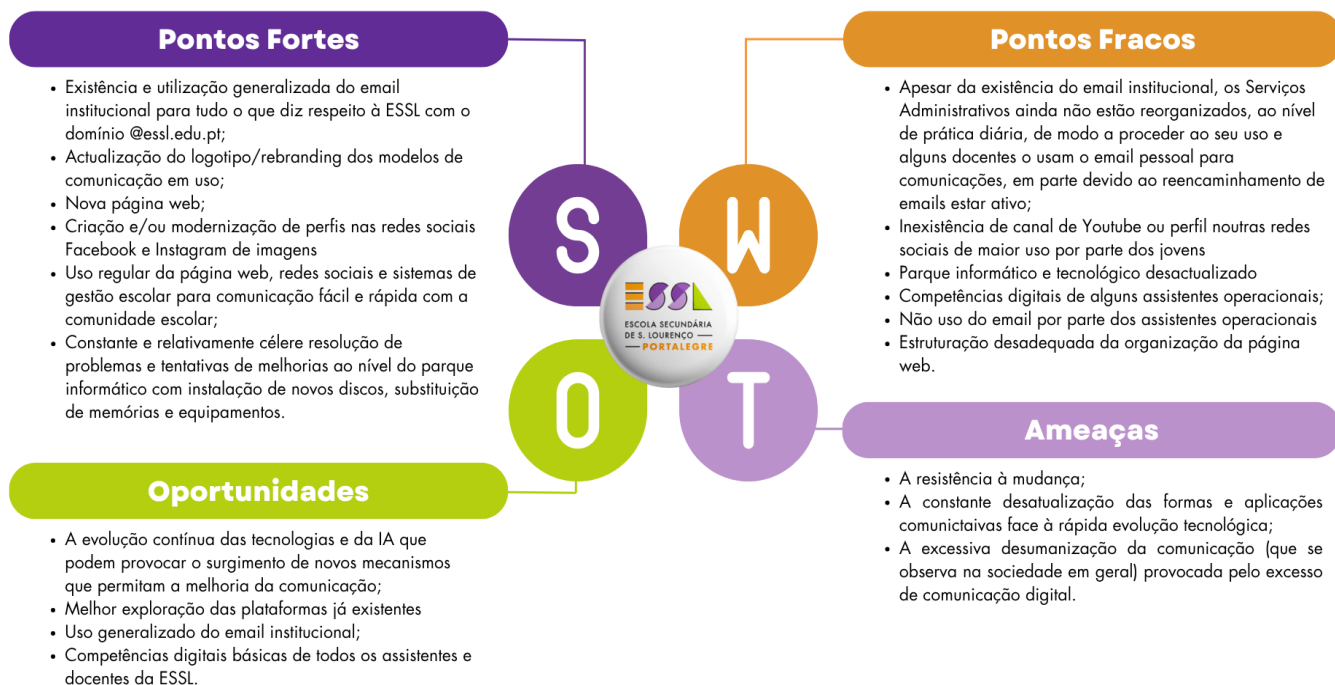 Pontos Fortes
• Existência e utilização generalizada do email
institucional para tudo o que diz respeito à ESSL com o
domínio @essl.edu.pt;
• Actualização do logotipo/rebranding dos modelos de
comunicação em uso;
• Nova página web;
• Criação e/ou modernização de perfis nas redes sociais
Facebook e Instagram de imagens
• Uso regular da página web, redes sociais e sistemas de
gestão escolar para comunicação fácil e rápida com a
comunidade escolar;
• Constante e relativamente célere resolução de
problemas e tentativas de melhorias ao nível do parque
informático com instalação de novos discos, substituição
de memórias e equipamentos.
Pontos Fracos
• Apesar da existência do email institucional, os Serviços
Administrativos ainda não estão reorganizados, ao nível
de prática diária, de modo a proceder ao seu uso e
alguns docentes o usam o email pessoal para
comunicações, em parte devido ao reencaminhamento de
emails estar ativo;
• Inexistência de canal de Youtube ou perfil noutras redes
sociais de maior uso por parte dos jovens
• Parque informático e tecnológico desactualizado
• Competências digitais de alguns assistentes operacionais;
• Não uso do email por parte dos assistentes operacionais
• Estruturação desadequada da organização da página
web.
S
W
O
T
ESSL
ESCOLA SECUNDÁRIA
DE S. LOURENÇO
PORTALEGRE
Oportunidades
• A evolução contínua das tecnologias e da IA que
podem provocar o surgimento de novos mecanismos
que permitam a melhoria da comunicação;
• Melhor exploração das plataformas já existentes
• Uso generalizado do email institucional;
• Competências digitais básicas de todos os assistentes e
docentes da ESSL.
Ameaças
• A resistência à mudança;
• A constante desatualização das formas e aplicações
comunictaivas face à rápida evolução tecnológica;
• A excessiva desumanização da comunicação (que se
observa na sociedade em geral) provocada pelo excesso
de comunicação digital.